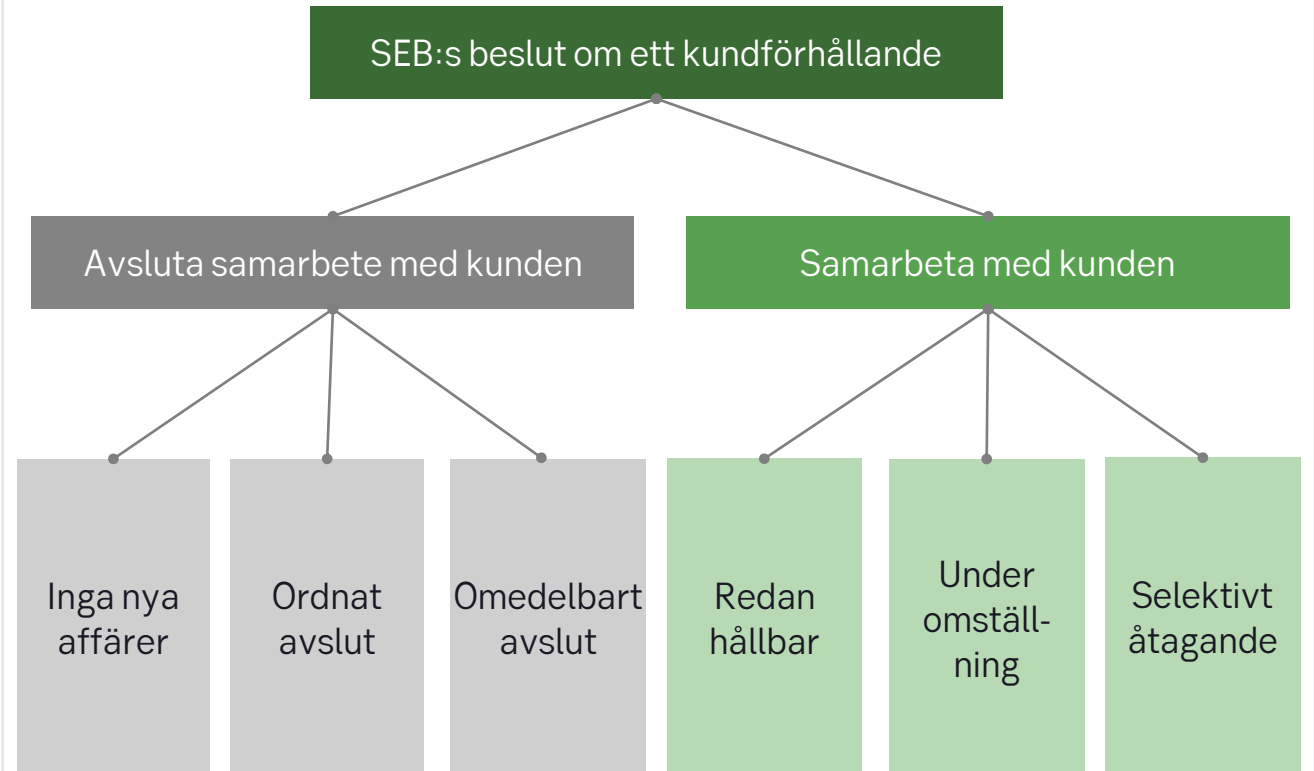 SEB:s beslut om ett kundförhållande
Avsluta samarbete med kunden
Samarbeta med kunden
Inga nya
affärer
Ordnat
avslut
Omedelbart
avslut
Redan
hållbar
Under
omställ-
ning
Selektivt
åtagande